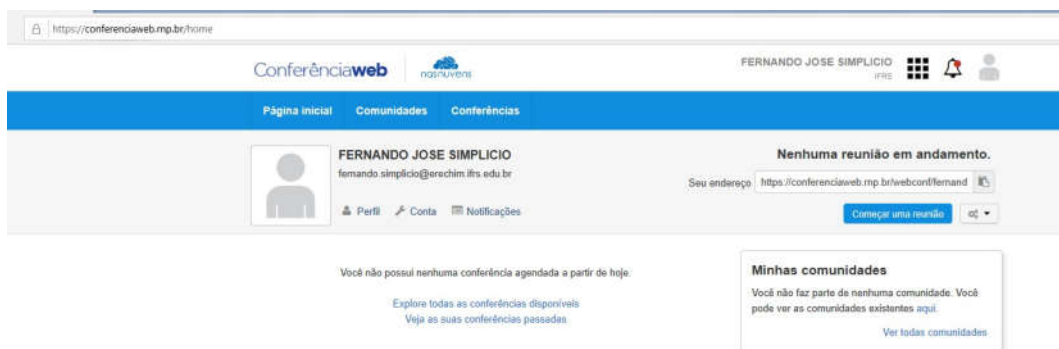 https://conferenciaweb.rnp.br/home
Conferênciaweb
nasnuvens
FERNANDO JOSE SIMPLICIO
IFRS
Página inicial Comunidades Conferências
FERNANDO JOSE SIMPLICIO
fernando.simplicio@erechim.ifrs.edu.br
Perfil Conta Notificações
Nenhuma reunião em andamento.
Seu endereço https://conferenciaweb.rnp.br/webconf/fernand
Começar uma reunião
Você não possui nenhuma conferência agendada a partir de hoje.
Explore todas as conferências disponíveis
Veja as suas conferências passadas
Minhas comunidades
Você não faz parte de nenhuma comunidade. Você
pode ver as comunidades existentes aqui.
Ver todas comunidades